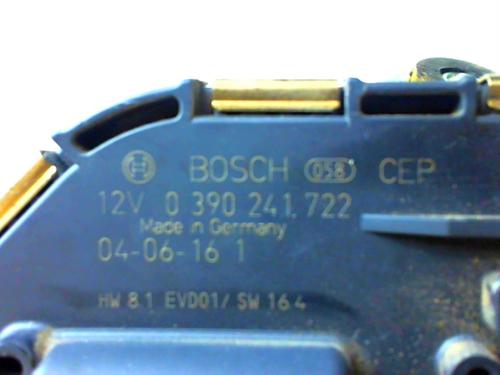 BOSCH 058 CEP
12V 0 390 241.722
Made in Germany
04-06-16 1
HW 8.1 EVD01/ SW 16.4